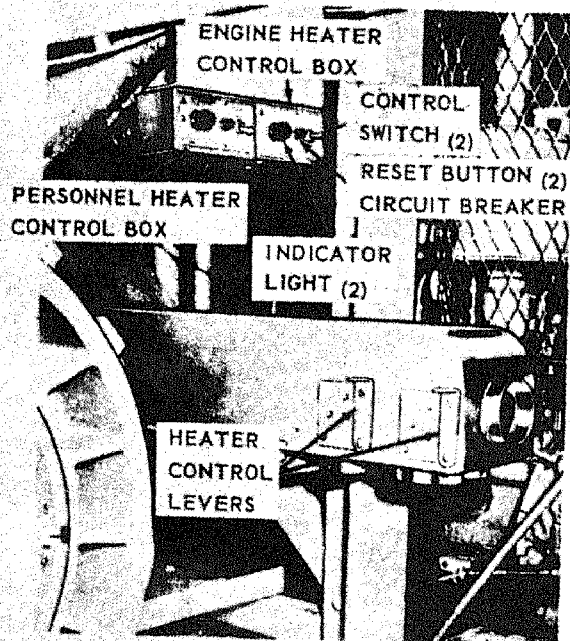 ENGINE HEATER
CONTROL BOX
CONTROL
SWITCH (2)
RESET BUTTON (2)
CIRCUIT BREAKER
PERSONNEL HEATER
CONTROL BOX
INDICATOR
LIGHT (2)
HEATER
CONTROL
LEVERS